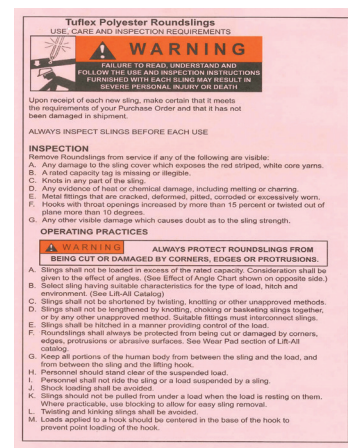 Tuflex Polyester Roundslings
USE, CARE AND INSPECTION REQUIREMENTS
WARNING
FAILURE TO READ, UNDERSTAND AND
FOLLOW THE USE AND INSPECTION INSTRUCTIONS
FURNISHED WITH EACH SLING MAY RESULT IN
SEVERE PERSONAL INJURY OR DEATH
Upon receipt of each new sling, make certain that it meets
the requirements of your Purchase Order and that it has not
been damaged in shipment.
ALWAYS INSPECT SLINGS BEFORE EACH USE
INSPECTION
Remove Roundslings from service if any of the following are visible:
A. Any damage to the sling cover which exposes the red striped, white core yarns.
B. A rated capacity tag is missing or illegible.
C. Knots in any part of the sling.
D. Any evidence of heat or chemical damage, including melting or charring.
E. Metal fittings that are cracked, deformed, pitted, corroded or excessively worn.
F. Hooks with throat openings increased by more than 15 percent or twisted out of
plane more than 10 degrees.
G. Any other visible damage which causes doubt as to the sling strength.
OPERATING PRACTICES
WARNING ALWAYS PROTECT ROUNDSLINGS FROM
BEING CUT OR DAMAGED BY CORNERS, EDGES OR PROTRUSIONS.
A. Slings shall not be loaded in excess of the rated capacity. Consideration shall be
given to the effect of angles. (See Effect of Angle Chart shown on opposite side.)
B. Select sling having suitable characteristics for the type of load, hitch and
environment. (See Lift-All Catalog)
C. Slings shall not be shortened by twisting, knotting or other unapproved methods.
D. Slings shall not be lengthened by knotting, choking or basketing slings together,
or by any other unapproved method. Suitable fittings must interconnect slings.
E. Slings shall be hitched in a manner providing control of the load.
F. Roundslings shall always be protected from being cut or damaged by corners,
edges, protrusions or abrasive surfaces. See Wear Pad section of Lift-All
catalog.
G. Keep all portions of the human body from between the sling and the load, and
from between the sling and the lifting hook.
H. Personnel should stand clear of the suspended load.
I. Personnel shall not ride the sling or a load suspended by a sling.
J. Shock loading shall be avoided.
K. Slings should not be pulled from under a load when the load is resting on them.
Where practicable, use blocking to allow for easy sling removal.
L. Twisting and kinking slings shall be avoided.
M. Loads applied to a hook should be centered in the base of the hook to
prevent point loading of the hook.